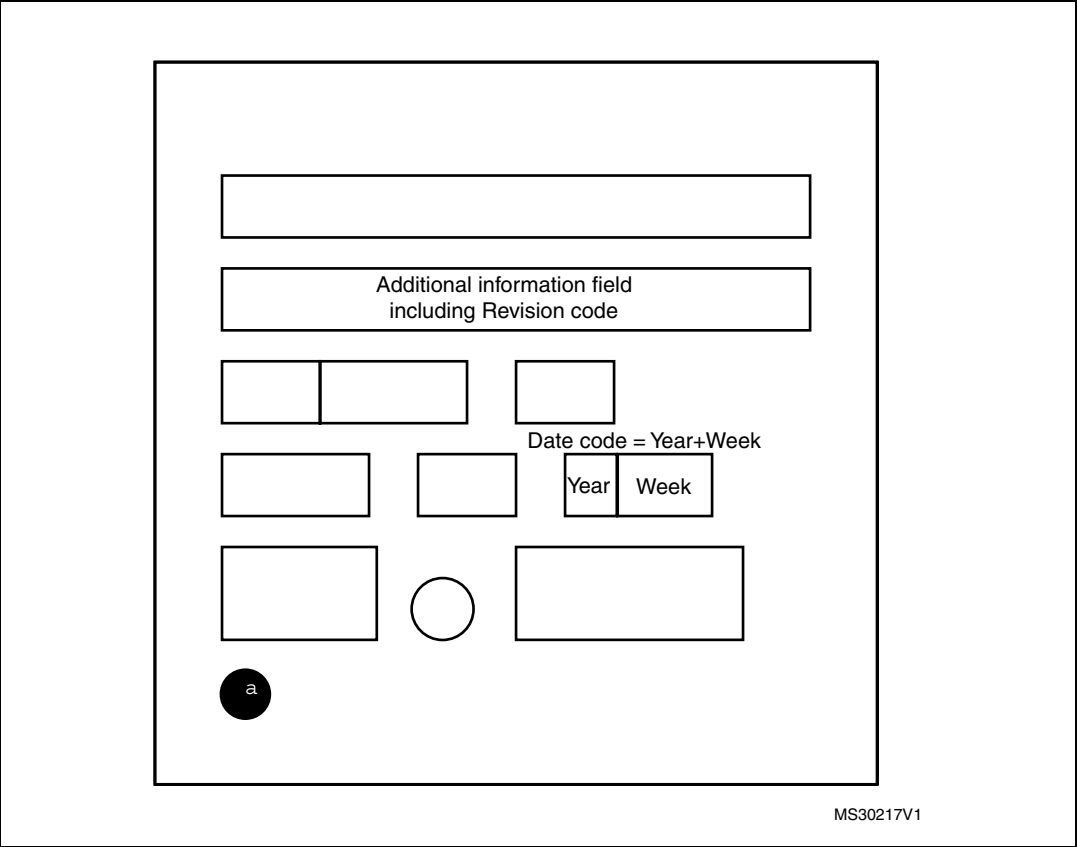 Additional information field
including Revision code
Date code = Year+Week
Year Week
a
MS30217V1